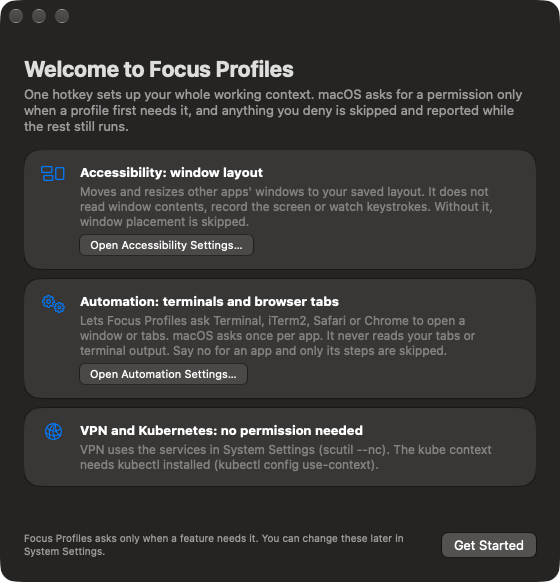 Welcome to Focus Profiles
One hotkey sets up your whole working context. macOS asks for a permission only
when a profile first needs it, and anything you deny is skipped and reported while
the rest still runs.
Accessibility: window layout
Moves and resizes other apps' windows to your saved layout. It does not
read window contents, record the screen or watch keystrokes. Without it,
window placement is skipped.
Open Accessibility Settings...
Automation: terminals and browser tabs
Lets Focus Profiles ask Terminal, iTerm2, Safari or Chrome to open a
window or tabs. macOS asks once per app. It never reads your tabs or
terminal output. Say no for an app and only its steps are skipped.
Open Automation Settings...
VPN and Kubernetes: no permission needed
VPN uses the services in System Settings (scutil --nc). The kube context
needs kubectl installed (kubectl config use-context).
Focus Profiles asks only when a feature needs it. You can change these later in
System Settings.
Get Started